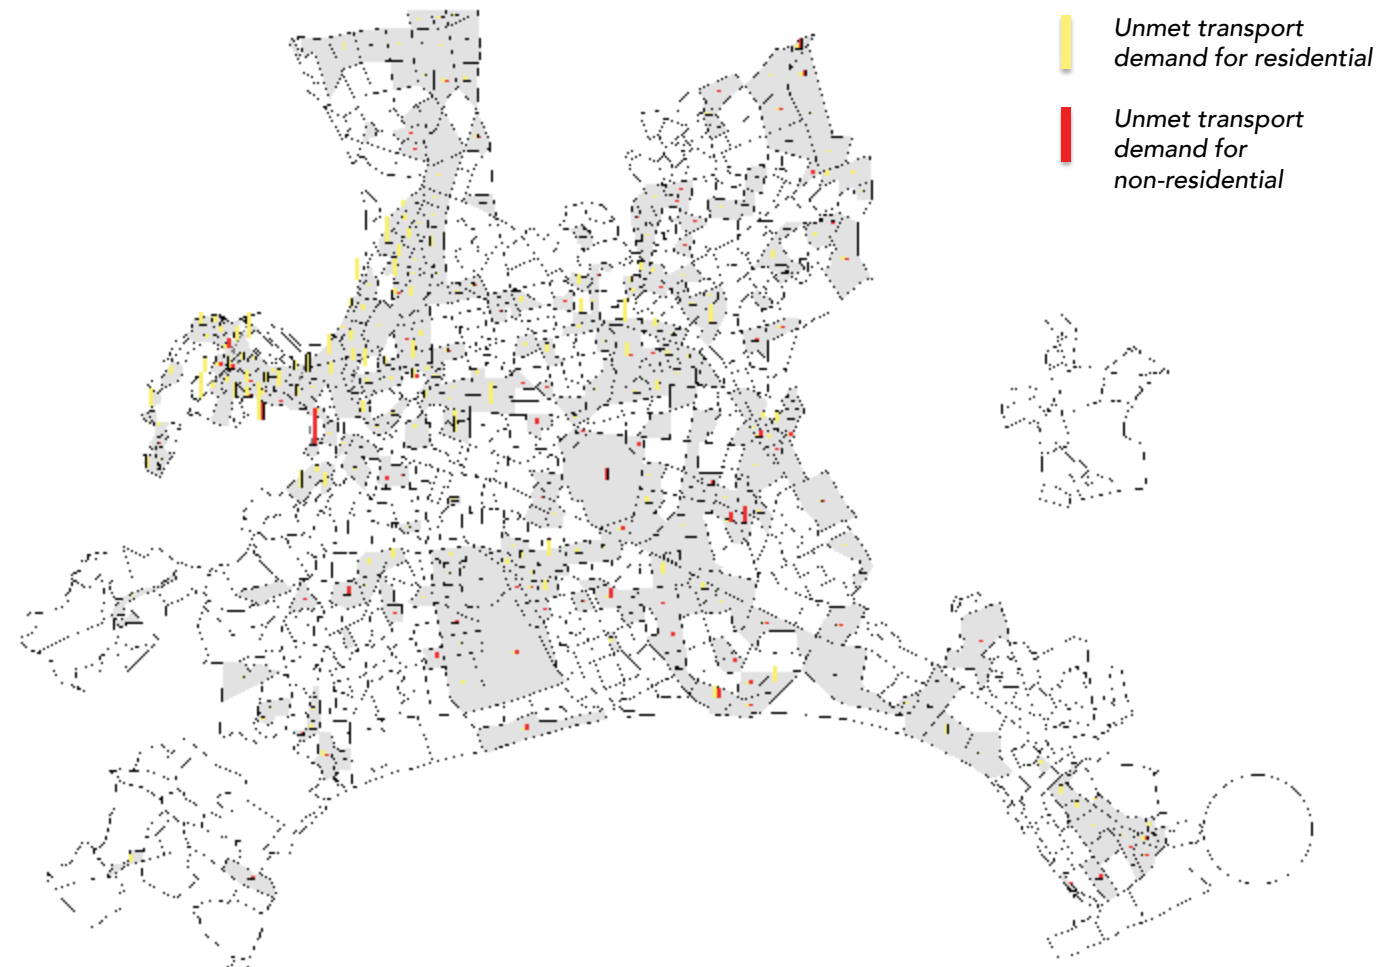 Unmet transport
demand for residential
Unmet transport
demand for
non-residential